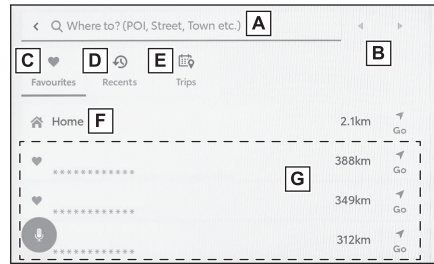 Where to? (POI, Street, Town etc.) A
B
C D E
Favourites Recents Trips
Home F 2.1km Go
************ 388km Go
G
************ 349km Go
************ 312km Go